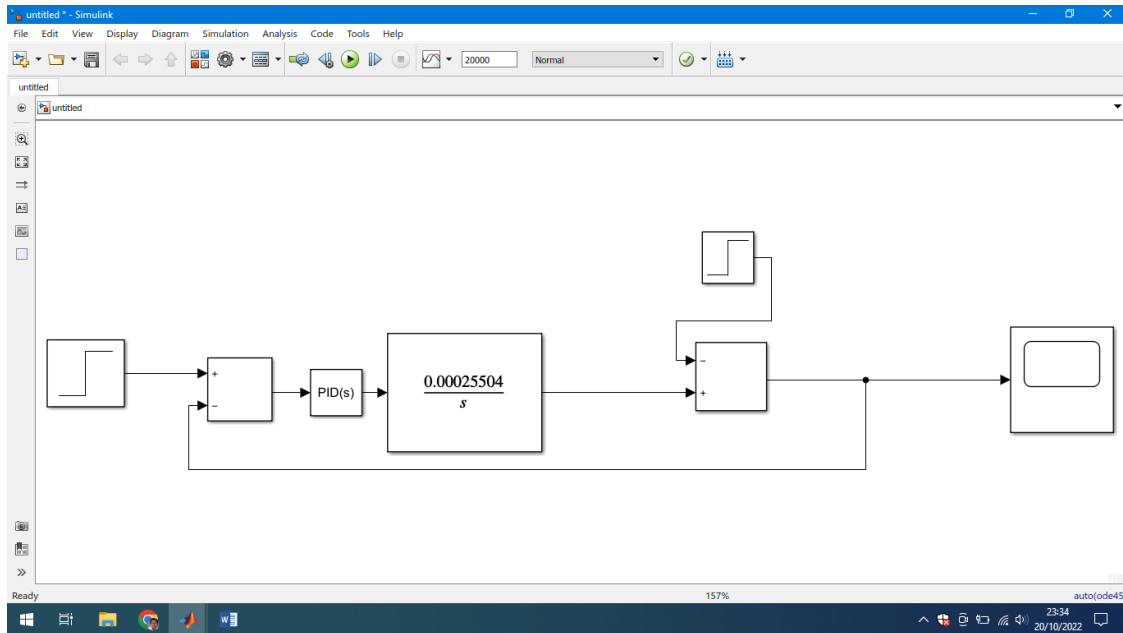 untitled * - Simulink
File Edit View Display Diagram Simulation Analysis Code Tools Help
20000 Normal
untitled
untitled
0.00025504
s
PID(s)
+
−
−
+
Ready 157% auto(ode45
23:34
20/10/2022